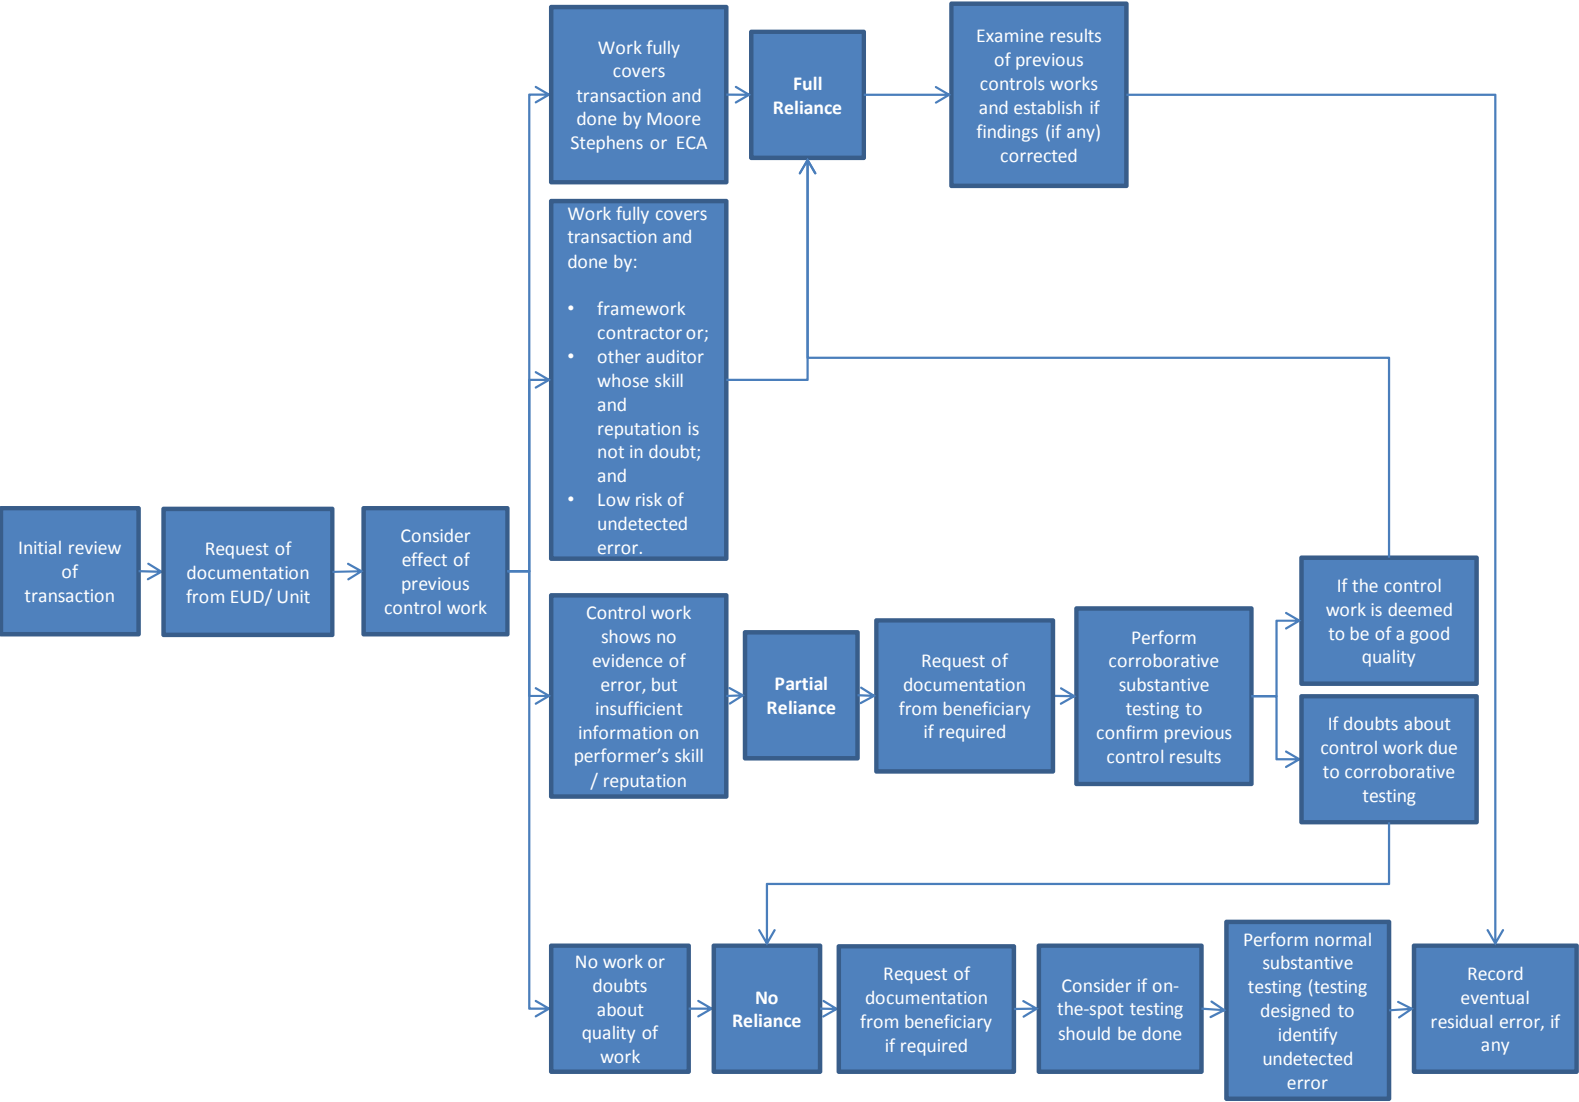 Initial review
of
transaction
Request of
documentation
from EUD/ Unit
Consider
effect of
previous
control work
Work fully
covers
transaction and
done by Moore
Stephens or ECA
Full
Reliance
Examine results
of previous
controls works
and establish if
findings (if any)
corrected
Work fully covers
transaction and
done by:
• framework
contractor or;
• other auditor
whose skill
and
reputation is
not in doubt;
and
• Low risk of
undetected
error.
Control work
shows no
evidence of
error, but
insufficient
information on
performer’s skill
/ reputation
Partial
Reliance
Request of
documentation
from beneficiary
if required
Perform
corroborative
substantive
testing to
confirm previous
control results
If the control
work is deemed
to be of a good
quality
If doubts about
control work due
to corroborative
testing
No work or
doubts
about
quality of
work
No
Reliance
Request of
documentation
from beneficiary
if required
Consider if on-
the-spot testing
should be done
Perform normal
substantive
testing (testing
designed to
identify
undetected
error
Record
eventual
residual error, if
any